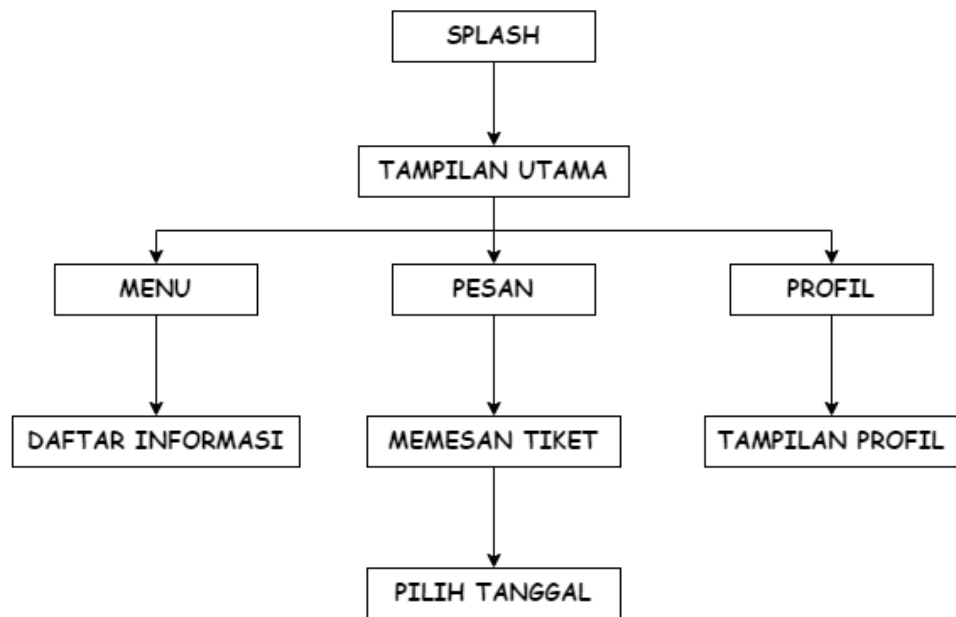 SPLASH
TAMPILAN UTAMA
MENU
PESAN
PROFIL
DAFTAR INFORMASI
MEMESAN TIKET
TAMPILAN PROFIL
PILIH TANGGAL